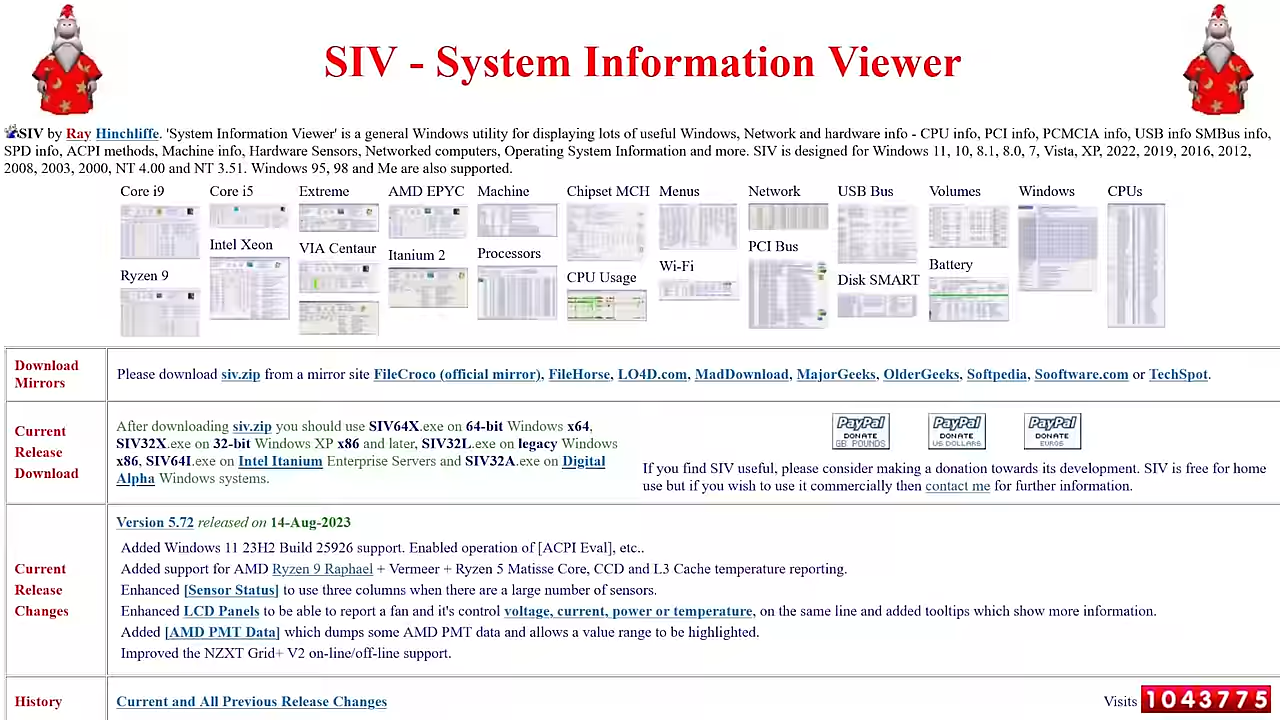 SIV - System Information Viewer
SIV by Ray Hinchliffe. 'System Information Viewer' is a general Windows utility for displaying lots of useful Windows, Network and hardware info - CPU info, PCI info, PCMCIA info, USB info SMBus info,
SPD info, ACPI methods, Machine info, Hardware Sensors, Networked computers, Operating System Information and more. SIV is designed for Windows 11, 10, 8.1, 8.0, 7, Vista, XP, 2022, 2019, 2016, 2012,
2008, 2003, 2000, NT 4.00 and NT 3.51. Windows 95, 98 and Me are also supported.
Core i9 Core i5 Extreme AMD EPYC Machine Chipset MCH Menus Network USB Bus Volumes Windows CPUs
Intel Xeon VIA Centaur Itanium 2 Processors PCI Bus
Ryzen 9 CPU Usage Wi-Fi Disk SMART Battery
Download
Mirrors
Please download siv.zip from a mirror site FileCroco (official mirror), FileHorse, LO4D.com, MadDownload, MajorGeeks, OlderGeeks, Softpedia, Sooftware.com or TechSpot.
Current
Release
Download
After downloading siv.zip you should use SIV64X.exe on 64-bit Windows x64,
SIV32X.exe on 32-bit Windows XP x86 and later, SIV32L.exe on legacy Windows
x86, SIV64I.exe on Intel Itanium Enterprise Servers and SIV32A.exe on Digital
Alpha Windows systems.
PayPal
DONATE
GB POUNDS
PayPal
DONATE
US DOLLARS
PayPal
DONATE
EUROS
If you find SIV useful, please consider making a donation towards its development. SIV is free for home
use but if you wish to use it commercially then contact me for further information.
Current
Release
Changes
Version 5.72 released on 14-Aug-2023
Added Windows 11 23H2 Build 25926 support. Enabled operation of [ACPI Eval], etc..
Added support for AMD Ryzen 9 Raphael + Vermeer + Ryzen 5 Matisse Core, CCD and L3 Cache temperature reporting.
Enhanced [Sensor Status] to use three columns when there are a large number of sensors.
Enhanced LCD Panels to be able to report a fan and it's control voltage, current, power or temperature, on the same line and added tooltips which show more information.
Added [AMD PMT Data] which dumps some AMD PMT data and allows a value range to be highlighted.
Improved the NZXT Grid+ V2 on-line/off-line support.
History
Current and All Previous Release Changes
Visits 1043775